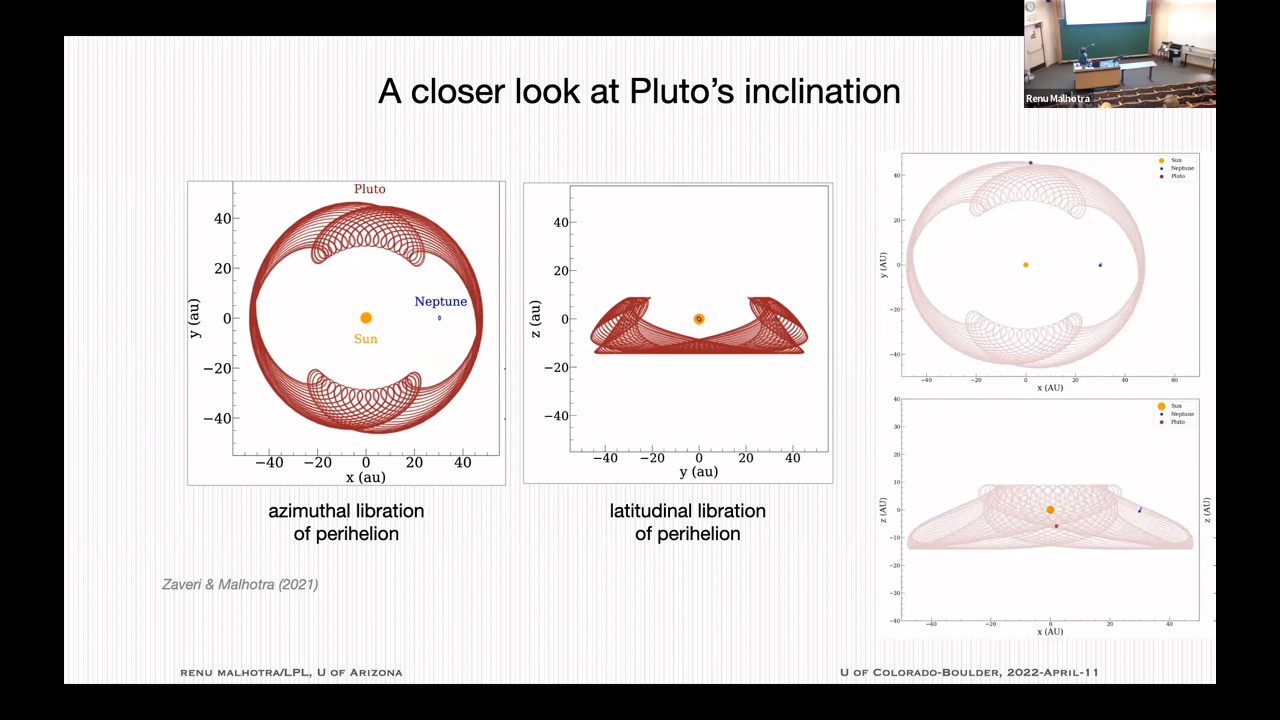 Renu Malhotra
A closer look at Pluto's inclination
Pluto
Neptune
Sun
40
20
0
−20
−40
y (au)
−40 −20 0 20 40
x (au)
40
20
0
−20
−40
z (au)
−40 −20 0 20 40
y (au)
azimuthal libration
of perihelion
latitudinal libration
of perihelion
Zaveri & Malhotra (2021)
Sun
Neptune
Pluto
40
20
0
−20
−40
y (AU)
−40 −20 0 20 40 60
x (AU)
Sun
Neptune
Pluto
40
30
20
10
0
−10
−20
−30
−40
z (AU)
−40 −20 0 20 40
x (AU)
z (AU)
RENU MALHOTRA/LPL, U OF ARIZONA
U OF COLORADO-BOULDER, 2022-APRIL-11